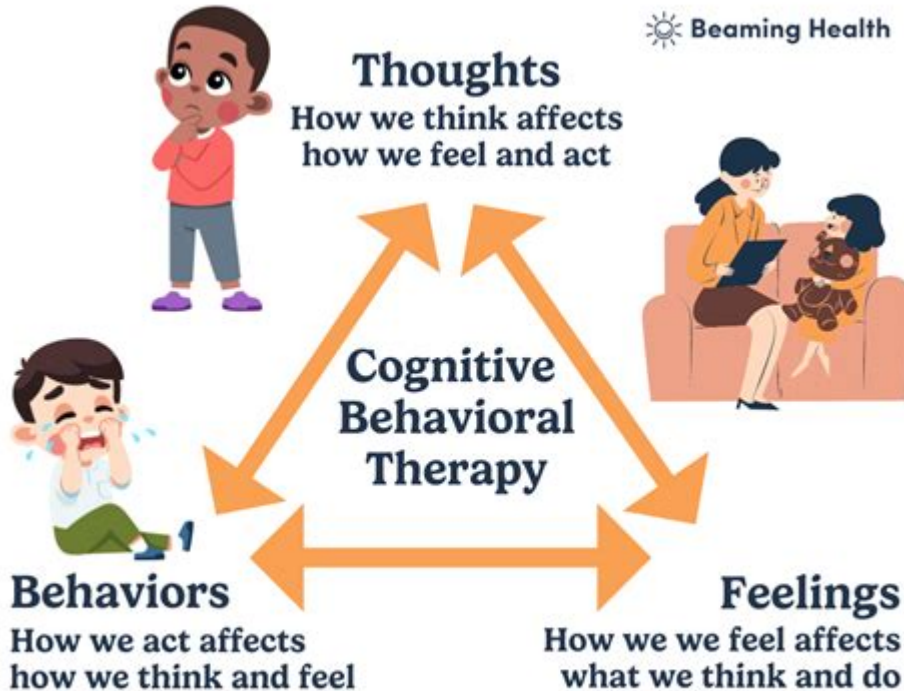 Beaming Health
Thoughts
How we think affects
how we feel and act
Cognitive
Behavioral
Therapy
Behaviors
How we act affects
how we think and feel
Feelings
How we we feel affects
what we think and do